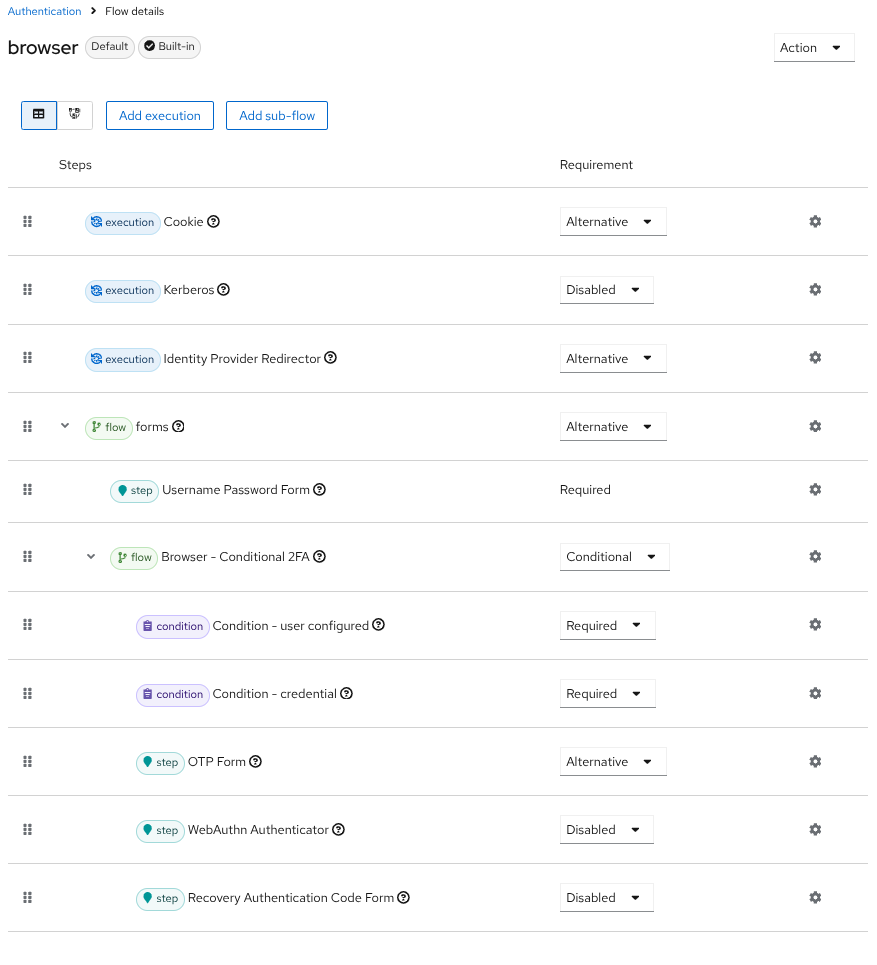 Authentication > Flow details
browser Default Built-in Action
Add execution Add sub-flow
Steps Requirement
execution Cookie Alternative
execution Kerberos Disabled
execution Identity Provider Redirector Alternative
flow forms Alternative
step Username Password Form Required
flow Browser - Conditional 2FA Conditional
condition Condition - user configured Required
condition Condition - credential Required
step OTP Form Alternative
step WebAuthn Authenticator Disabled
step Recovery Authentication Code Form Disabled